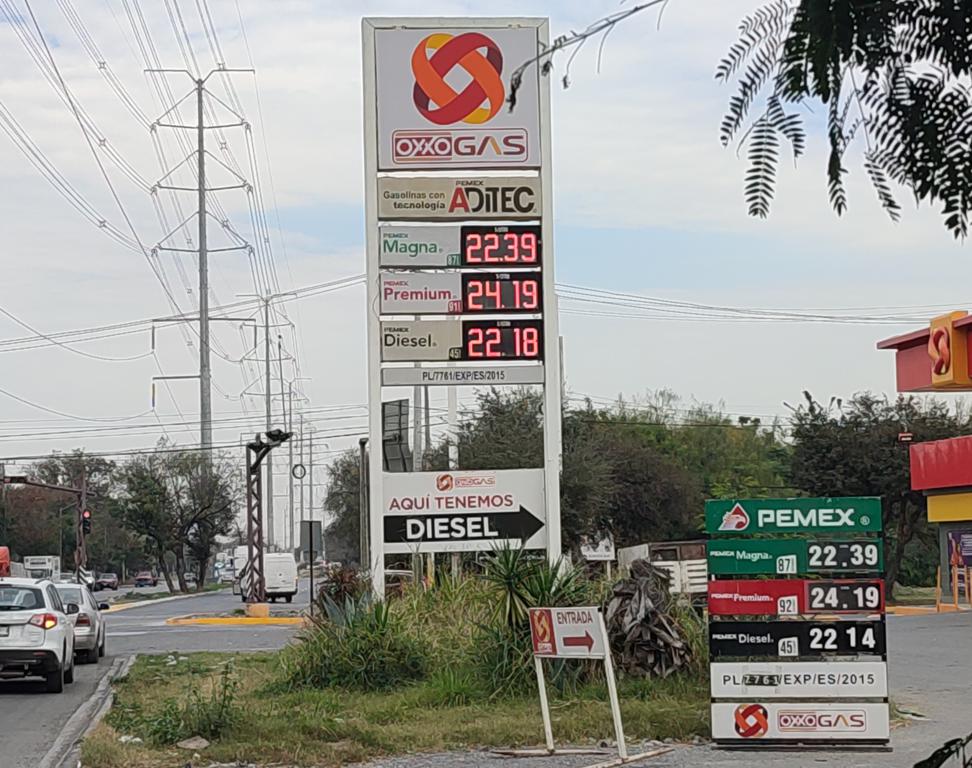 OXXO GAS
PEMEX
Gasolinas con
tecnología ADITEC
PEMEX
Magna 87 22.39
PEMEX
Premium 91 24.19
PEMEX
Diesel 45 22.18
PL/7761/EXP/ES/2015
OXXO GAS
AQUÍ TENEMOS
DIESEL
ENTRADA
PEMEX
PEMEX Magna 87 22.39
PEMEX Premium 92 24.19
PEMEX Diesel 45 22 14
PL/7761/EXP/ES/2015
OXXO GAS